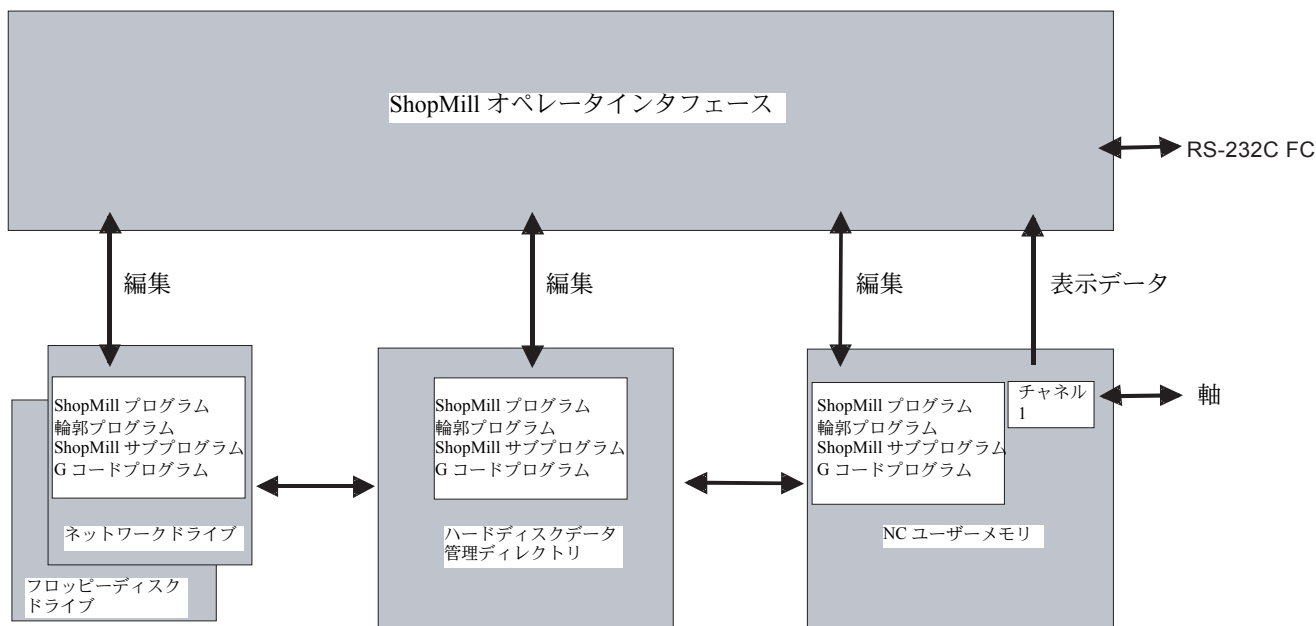 ShopMill オペレータインタフェース
RS-232C FC
編集
編集
編集
表示データ
ShopMill プログラム
輪郭プログラム
ShopMill サブプログラム
G コードプログラム
ネットワークドライブ
フロッピーディスク
ドライブ
ShopMill プログラム
輪郭プログラム
ShopMill サブプログラム
G コードプログラム
ハードディスクデータ
管理ディレクトリ
ShopMill プログラム
輪郭プログラム
ShopMill サブプログラム
G コードプログラム
チャネル
1
軸
NC ユーザーメモリ